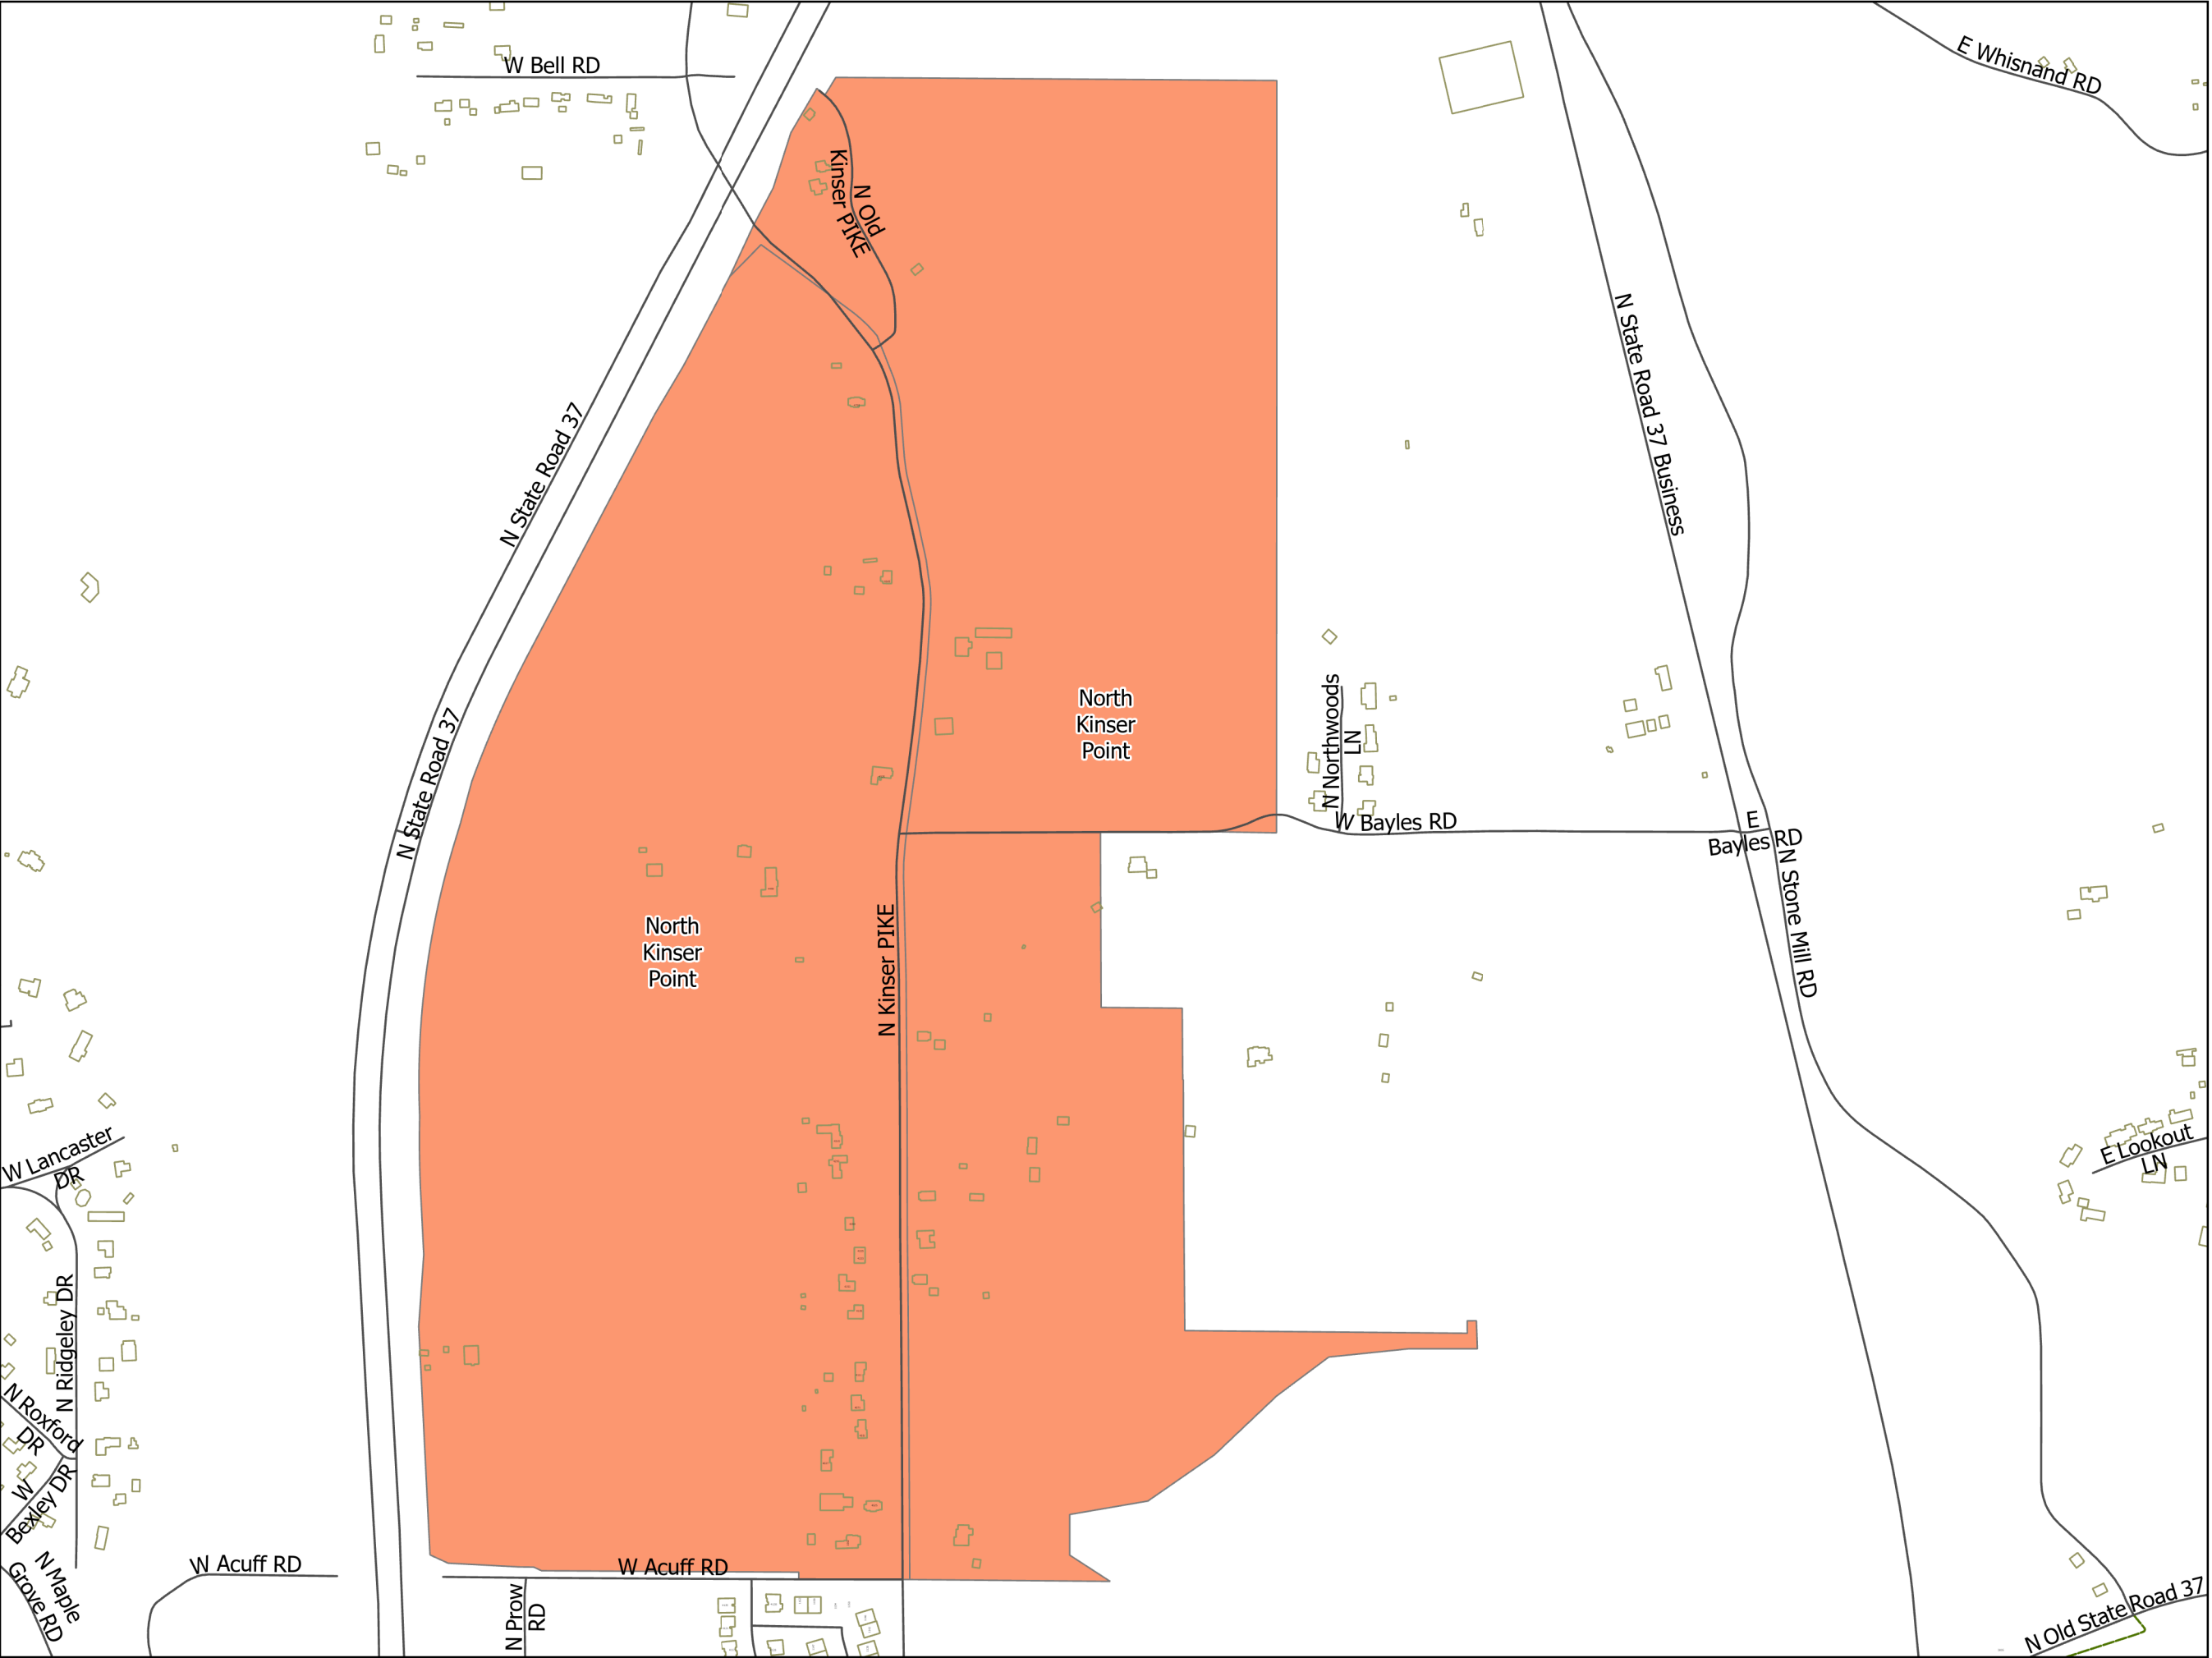 W Bell RD
E Whisnand RD
N Old
Kinser PIKE
N State Road 37 Business
N State Road 37
N State Road 37
North
Kinser
Point
N Northwoods
LN
W Bayles RD
E
Bayles RD
N Stone Mill RD
North
Kinser
Point
N Kinser PIKE
W Lancaster
DR
E Lookout
LN
N Ridgeley DR
N Roxford
DR
W
Bexley DR
N Maple
Grove RD
W Acuff RD
W Acuff RD
N Prow
RD
N Old State Road 37